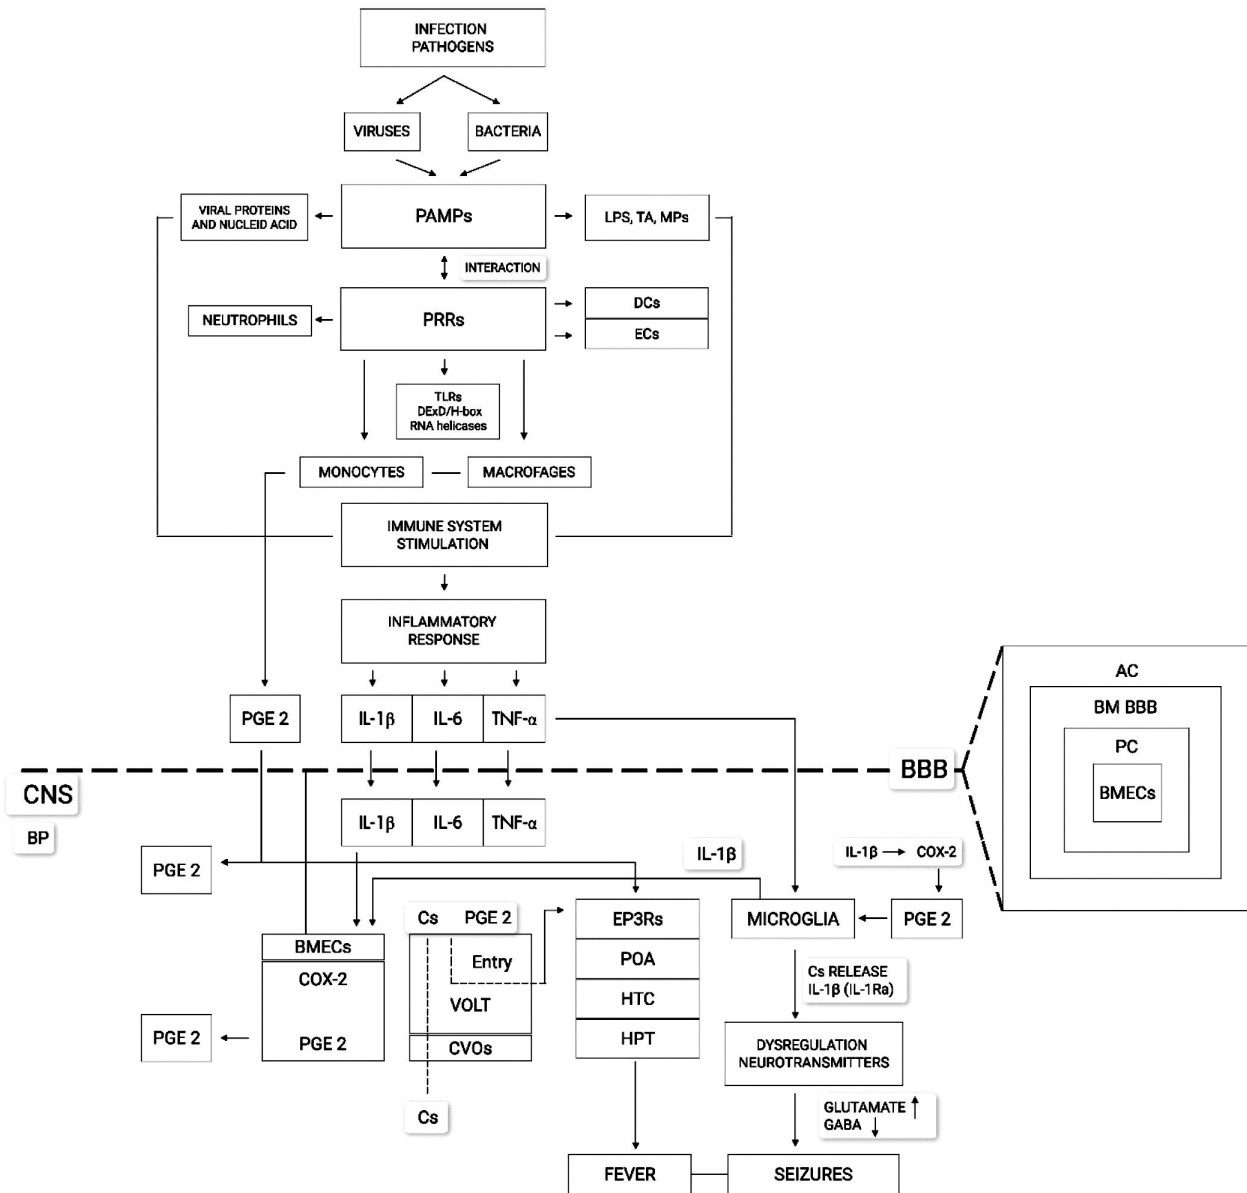 INFECTION
PATHOGENS
VIRUSES
BACTERIA
VIRAL PROTEINS
AND NUCLEID ACID
PAMPs
LPS, TA, MPs
INTERACTION
NEUTROPHILS
PRRs
DCs
ECs
TLRs
DExD/H-box
RNA helicases
MONOCYTES
MACROFAGES
IMMUNE SYSTEM
STIMULATION
INFLAMMATORY
RESPONSE
PGE 2
IL-1β
IL-6
TNF-α
BBB
AC
BM BBB
PC
BMECs
CNS
BP
IL-1β
IL-6
TNF-α
PGE 2
IL-1β
IL-1β → COX-2
BMECs
COX-2
PGE 2
PGE 2
Cs PGE 2
Entry
VOLT
CVOs
Cs
EP3Rs
POA
HTC
HPT
MICROGLIA
PGE 2
Cs RELEASE
IL-1β (IL-1Ra)
DYSREGULATION
NEUROTRANSMITTERS
GLUTAMATE ↑
GABA ↓
FEVER
SEIZURES